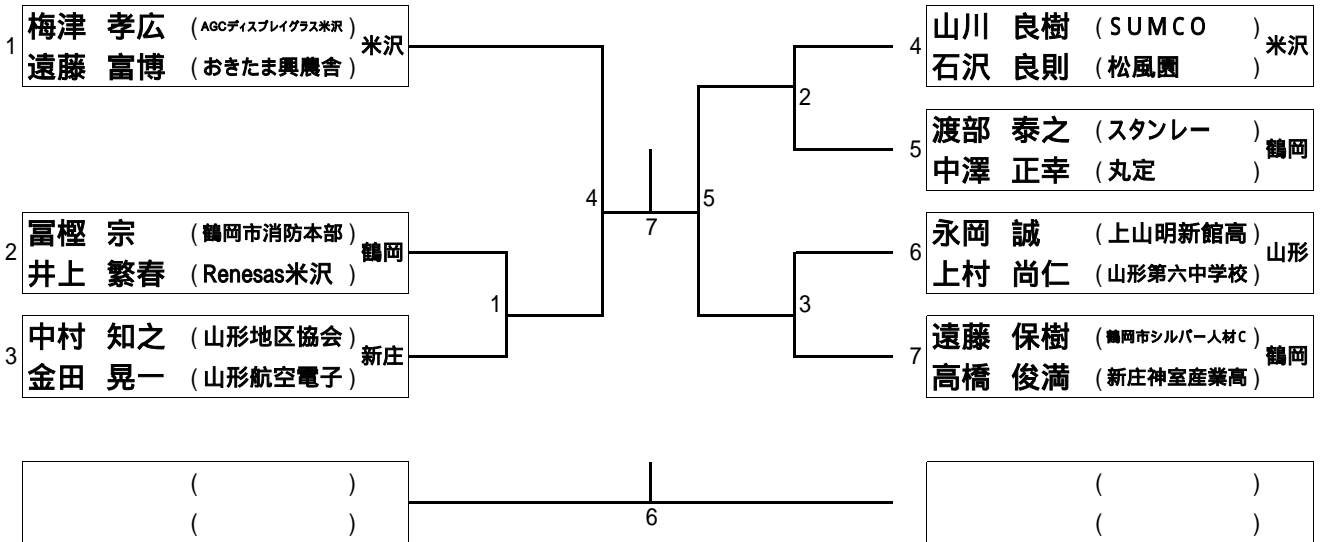 1
梅津 孝広 (AGCディスプレイグラス米沢) 米沢
遠藤 富博 (おきたま興農舎)
2
冨樫 宗 (鶴岡市消防本部) 鶴岡
井上 繁春 (Renesas米沢)
3
中村 知之 (山形地区協会) 新庄
金田 晃一 (山形航空電子)
1
4
7
5
2
3
4
山川 良樹 (SUMCO) 米沢
石沢 良則 (松風園)
5
渡部 泰之 (スタンレー) 鶴岡
中澤 正幸 (丸定)
6
永岡 誠 (上山明新館高) 山形
上村 尚仁 (山形第六中学校)
7
遠藤 保樹 (鶴岡市シルバー人材C) 鶴岡
高橋 俊満 (新庄神室産業高)
( )
( )
6
( )
( )